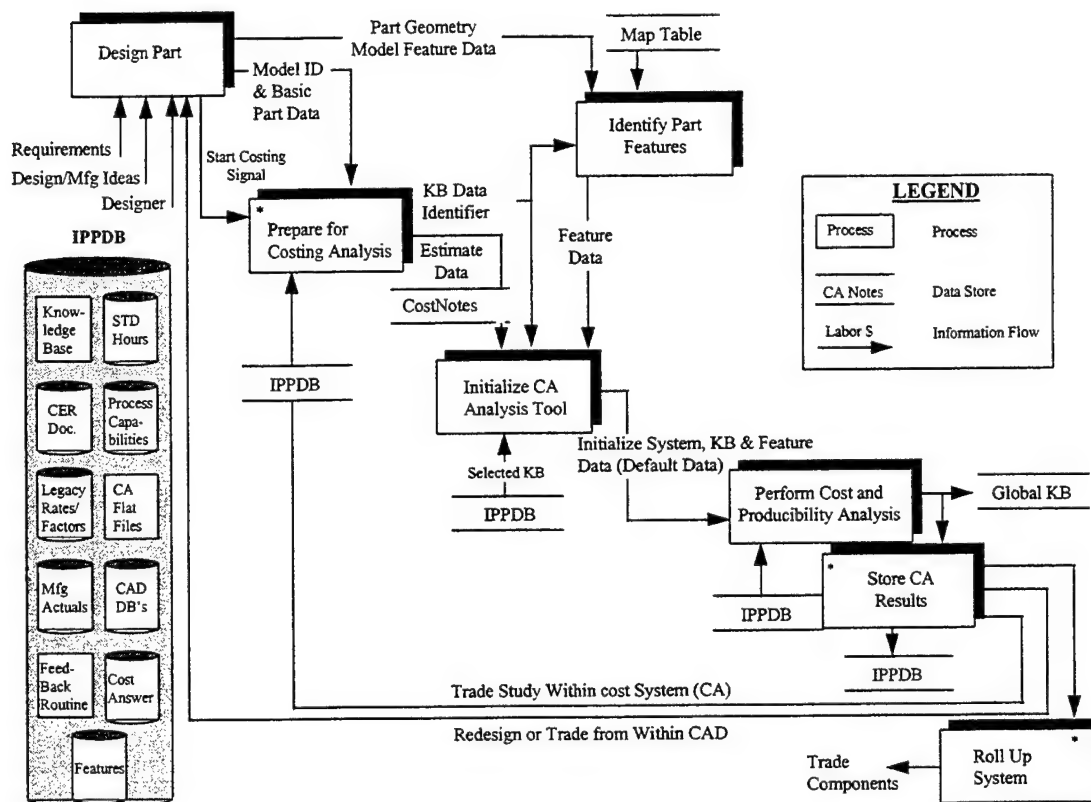 Design Part
Part Geometry
Model Feature Data
Map Table
Model ID
& Basic
Part Data
Identify Part
Features
Requirements
Design/Mfg Ideas
Designer
Start Costing
Signal
*
Prepare for
Costing Analysis
KB Data
Identifier
Estimate
Data
CostNotes
Feature
Data
LEGEND
Process
Process
CA Notes
Data Store
Labor S
Information Flow
IPPDB
Know-
ledge
Base
STD
Hours
CER
Doc.
Process
Capa-
bilities
Legacy
Rates/
Factors
CA
Flat
Files
Mfg
Actuals
CAD
DB's
Feed-
Back
Routine
Cost
Answer
Features
IPPDB
Initialize CA
Analysis Tool
Selected KB
IPPDB
Initialize System, KB & Feature
Data (Default Data)
Perform Cost and
Producibility Analysis
Global KB
*
Store CA
Results
IPPDB
IPPDB
Trade Study Within cost System (CA)
Redesign or Trade from Within CAD
*
Roll Up
System
Trade
Components